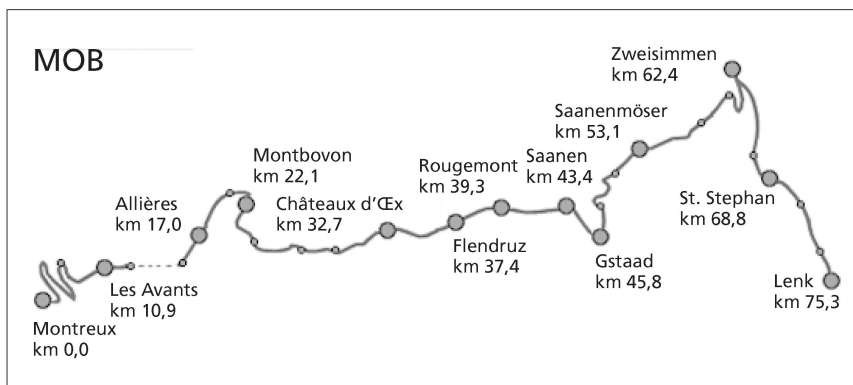 MOB
Zweisimmen
km 62,4
Saanenmöser
km 53,1
Montbovon
km 22,1
Rougemont
km 39,3
Saanen
km 43,4
Allières
km 17,0
Châteaux d’Œx
km 32,7
St. Stephan
km 68,8
Flendruz
km 37,4
Gstaad
km 45,8
Les Avants
km 10,9
Lenk
km 75,3
Montreux
km 0,0